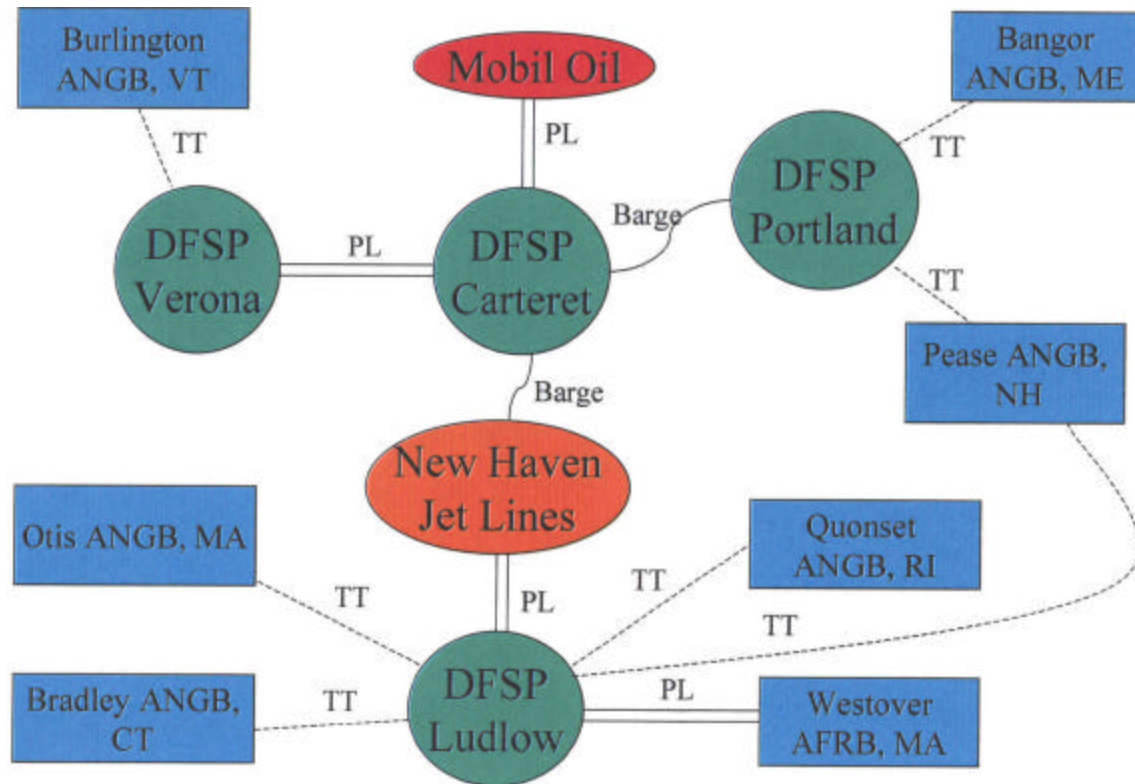 Burlington
ANGB, VT
Mobil Oil
Bangor
ANGB, ME
TT
PL
TT
DFSP
Portland
DFSP
Verona
PL
DFSP
Carteret
Barge
TT
Pease ANGB,
NH
Barge
New Haven
Jet Lines
Otis ANGB, MA
Quonset
ANGB, RI
TT
PL
TT
TT
Bradley ANGB,
CT
TT
DFSP
Ludlow
PL
Westover
AFRB, MA